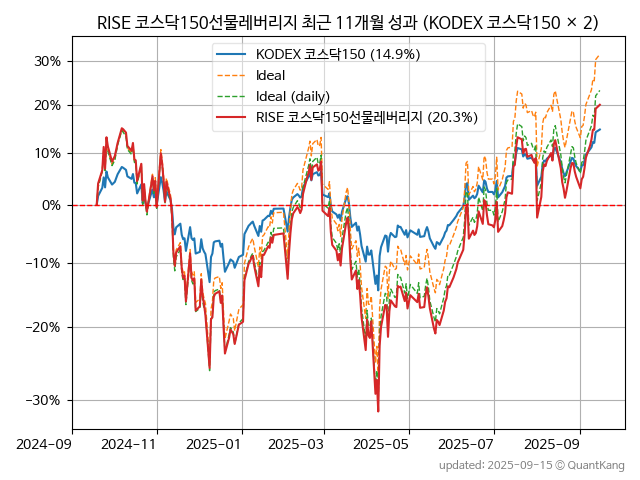 RISE 코스닥150선물레버리지 최근 11개월 성과 (KODEX 코스닥150 × 2)
KODEX 코스닥150 (14.9%)
Ideal
Ideal (daily)
RISE 코스닥150선물레버리지 (20.3%)
30%
20%
10%
0%
−10%
−20%
−30%
2024-09 2024-11 2025-01 2025-03 2025-05 2025-07 2025-09
updated: 2025-09-15 ⓒ QuantKang